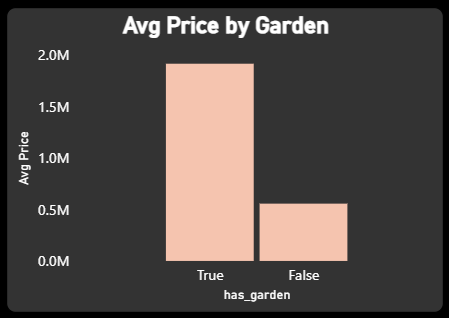 Avg Price by Garden
2.0M
1.5M
1.0M
0.5M
0.0M
Avg Price
True False
has_garden